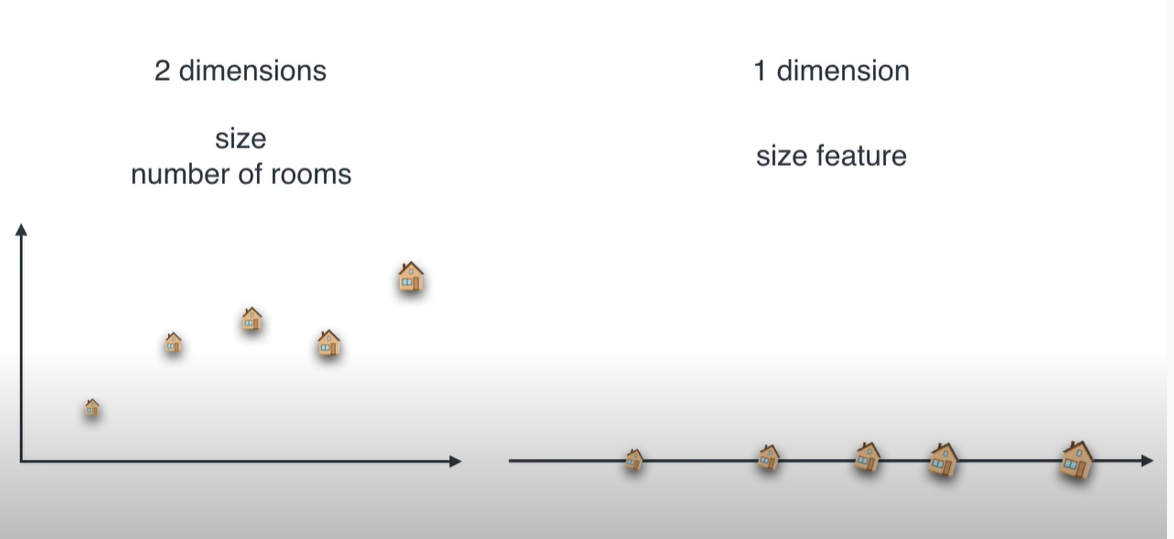 2 dimensions
size
number of rooms
1 dimension
size feature